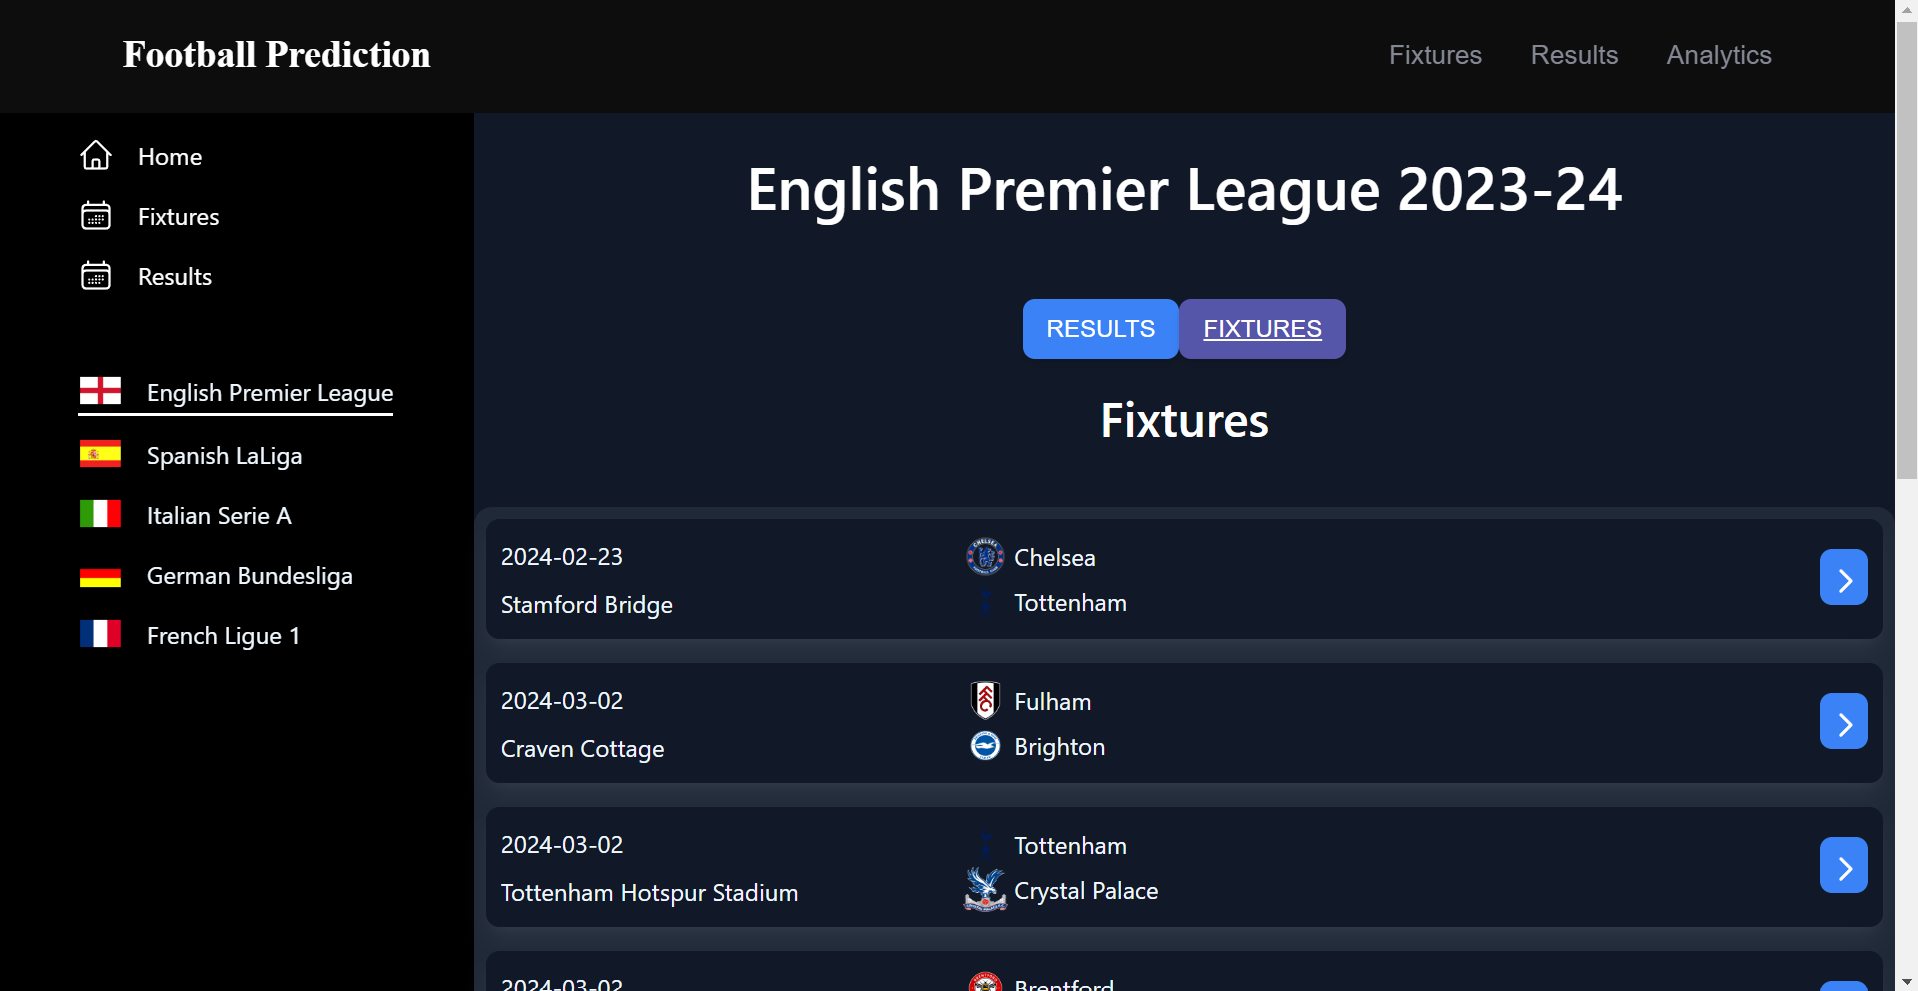 Football Prediction
Fixtures Results Analytics
Home
Fixtures
Results
English Premier League
Spanish LaLiga
Italian Serie A
German Bundesliga
French Ligue 1
English Premier League 2023-24
RESULTS FIXTURES
Fixtures
2024-02-23
Stamford Bridge
Chelsea
Tottenham
2024-03-02
Craven Cottage
Fulham
Brighton
2024-03-02
Tottenham Hotspur Stadium
Tottenham
Crystal Palace
2024-03-02
Brentford